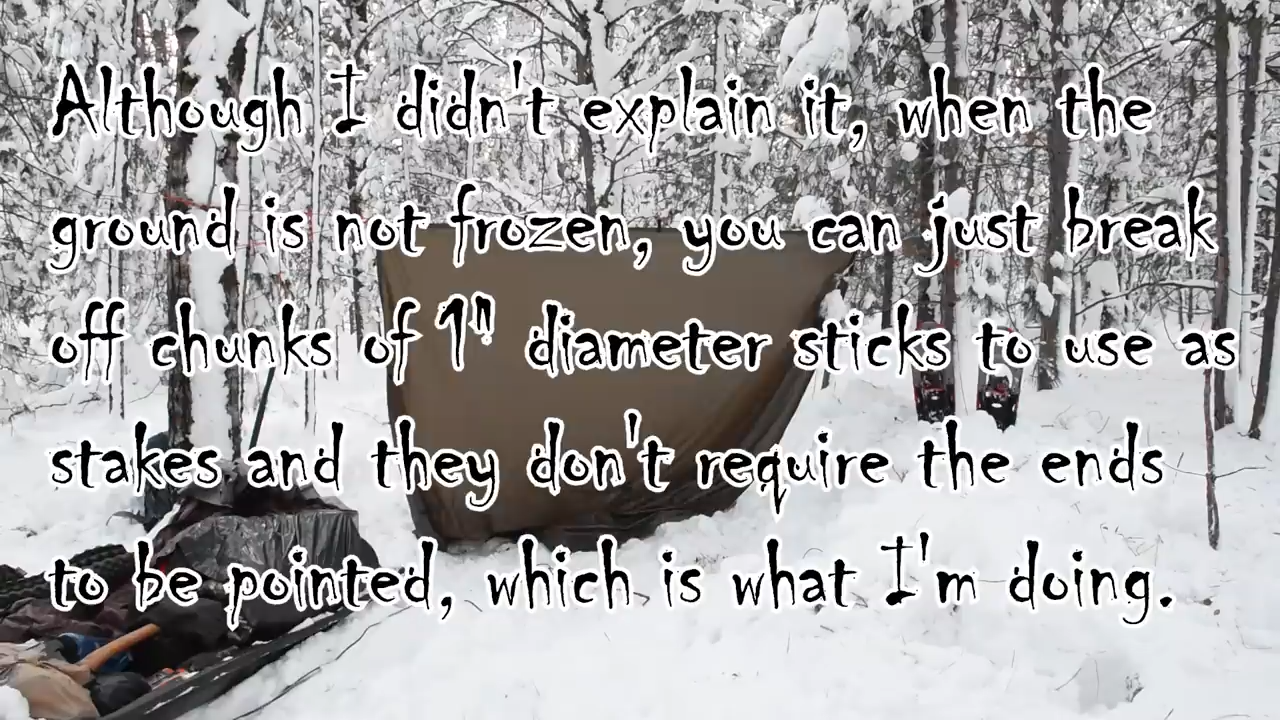 Although I didn't explain it, when the
ground is not frozen, you can just break
off chunks of 1" diameter sticks to use as
stakes and they don't require the ends
to be pointed, which is what I'm doing.